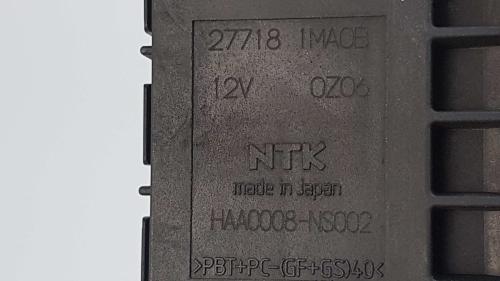 27718 1MA0B
12V 0Z06
NTK
made in Japan
HAA0008-NS002
>PBT+PC-(GF+GS)40<